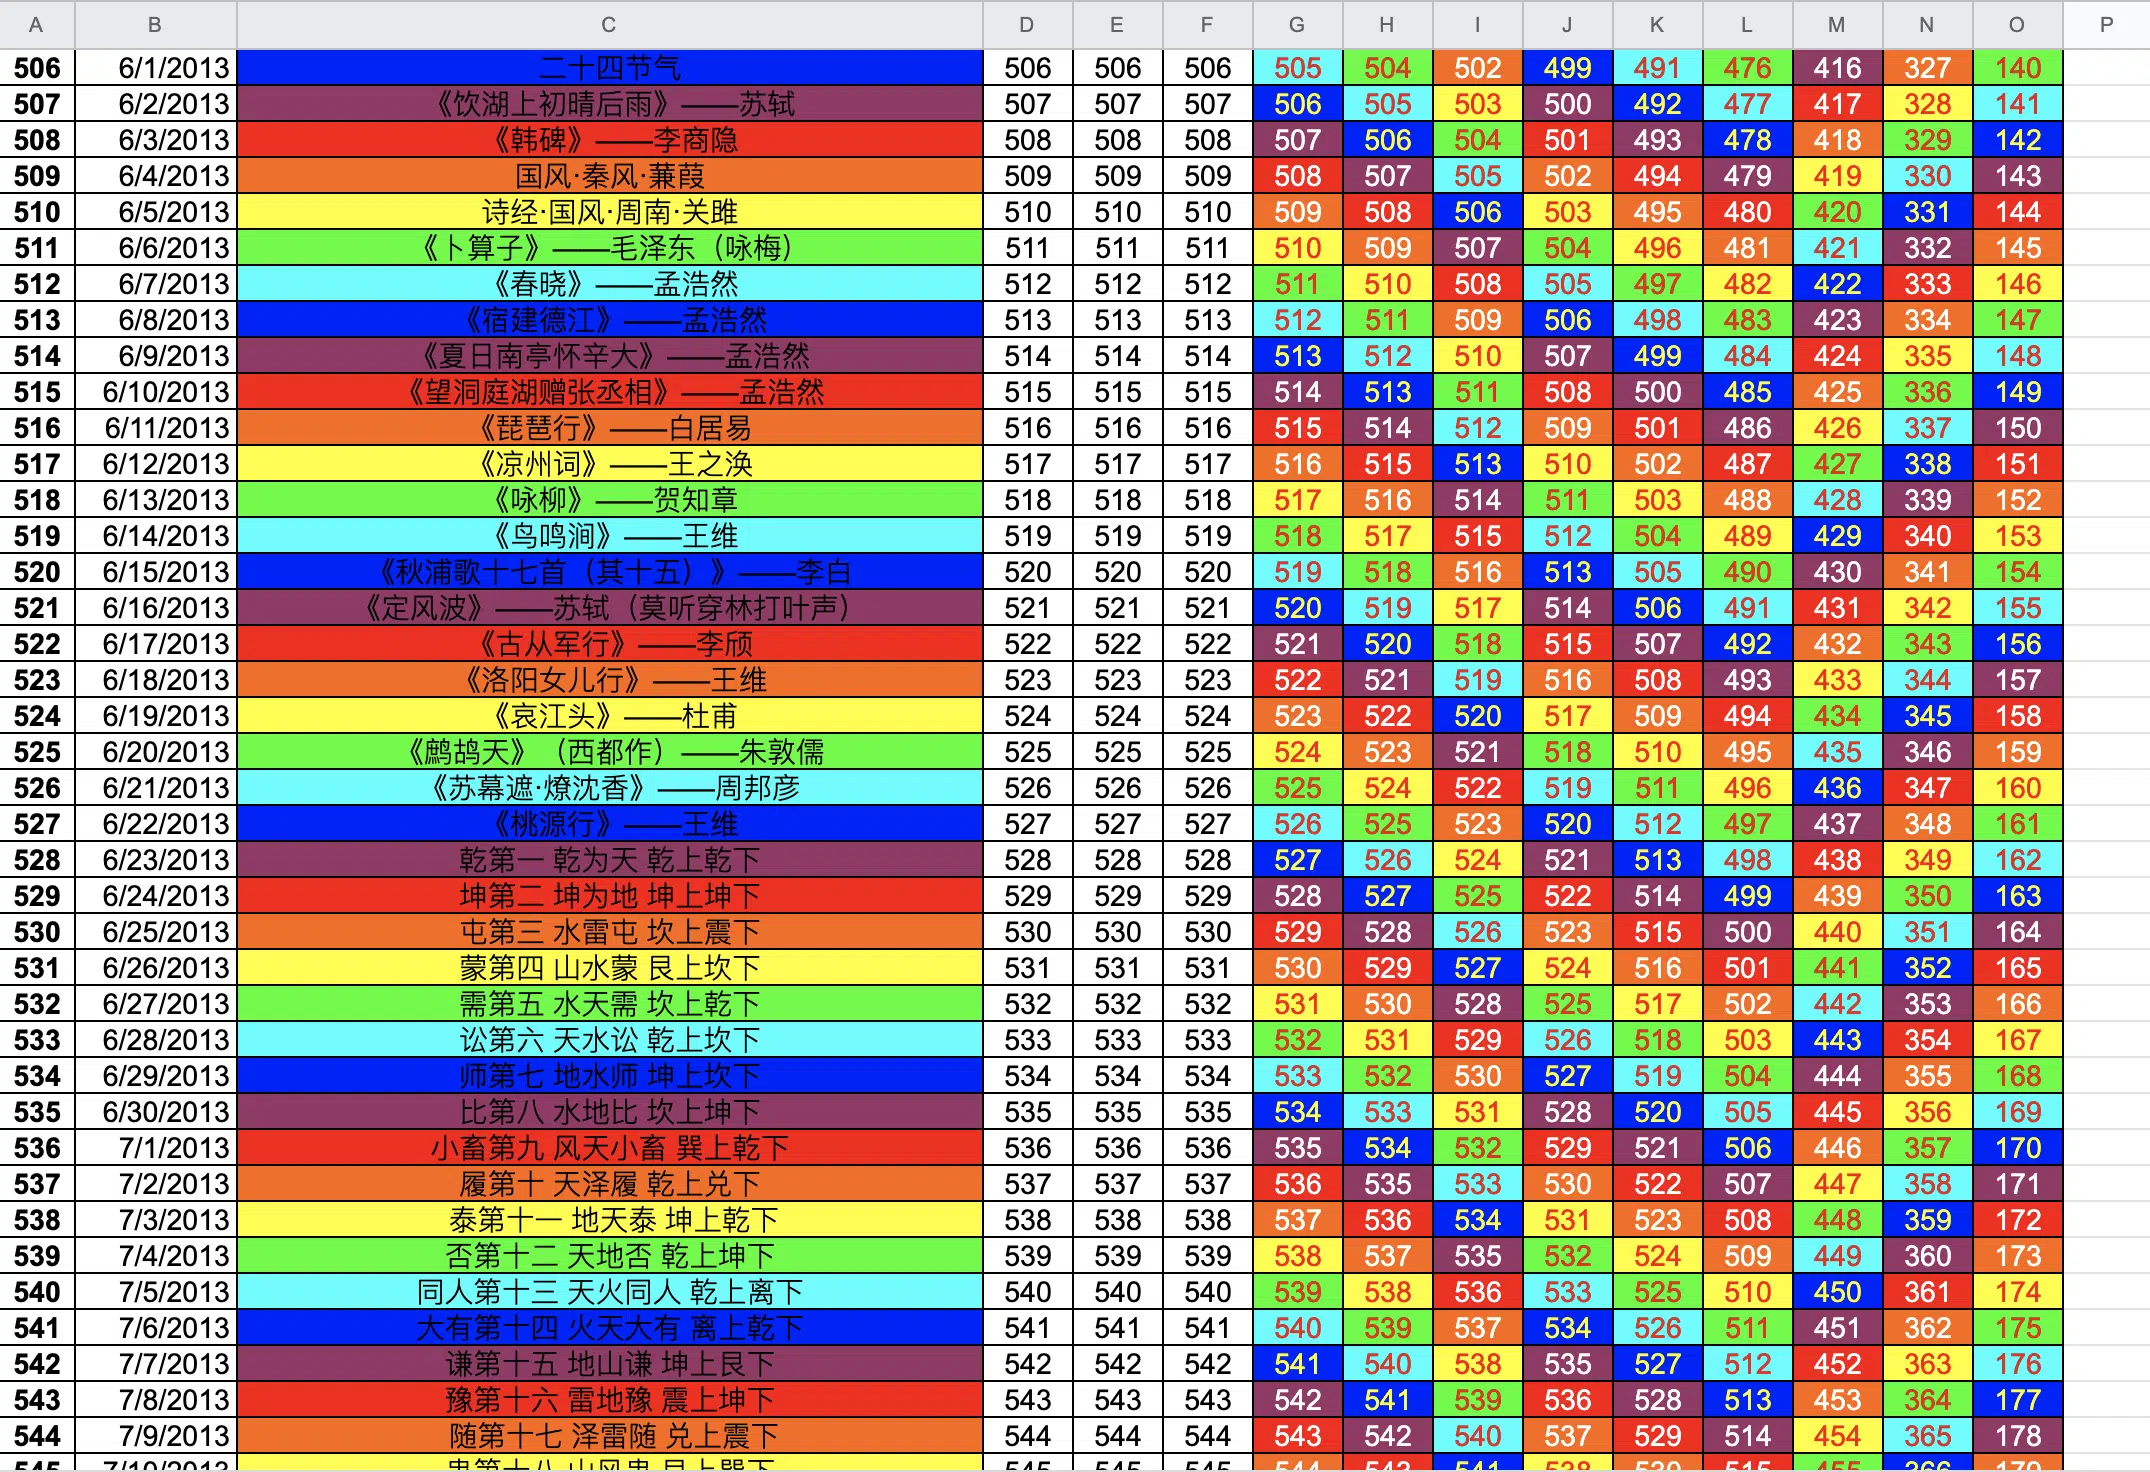 A B C D E F G H I J K L M N O P
506 6/1/2013 二十四节气 506 506 506 505 504 502 499 491 476 416 327 140
507 6/2/2013 《饮湖上初晴后雨》——苏轼 507 507 507 506 505 503 500 492 477 417 328 141
508 6/3/2013 《韩碑》——李商隐 508 508 508 507 506 504 501 493 478 418 329 142
509 6/4/2013 国风·秦风·蒹葭 509 509 509 508 507 505 502 494 479 419 330 143
510 6/5/2013 诗经·国风·周南·关雎 510 510 510 509 508 506 503 495 480 420 331 144
511 6/6/2013 《卜算子》——毛泽东（咏梅） 511 511 511 510 509 507 504 496 481 421 332 145
512 6/7/2013 《春晓》——孟浩然 512 512 512 511 510 508 505 497 482 422 333 146
513 6/8/2013 《宿建德江》——孟浩然 513 513 513 512 511 509 506 498 483 423 334 147
514 6/9/2013 《夏日南亭怀辛大》——孟浩然 514 514 514 513 512 510 507 499 484 424 335 148
515 6/10/2013 《望洞庭湖赠张丞相》——孟浩然 515 515 515 514 513 511 508 500 485 425 336 149
516 6/11/2013 《琵琶行》——白居易 516 516 516 515 514 512 509 501 486 426 337 150
517 6/12/2013 《凉州词》——王之涣 517 517 517 516 515 513 510 502 487 427 338 151
518 6/13/2013 《咏柳》——贺知章 518 518 518 517 516 514 511 503 488 428 339 152
519 6/14/2013 《鸟鸣涧》——王维 519 519 519 518 517 515 512 504 489 429 340 153
520 6/15/2013 《秋浦歌十七首（其十五）》——李白 520 520 520 519 518 516 513 505 490 430 341 154
521 6/16/2013 《定风波》——苏轼（莫听穿林打叶声） 521 521 521 520 519 517 514 506 491 431 342 155
522 6/17/2013 《古从军行》——李颀 522 522 522 521 520 518 515 507 492 432 343 156
523 6/18/2013 《洛阳女儿行》——王维 523 523 523 522 521 519 516 508 493 433 344 157
524 6/19/2013 《哀江头》——杜甫 524 524 524 523 522 520 517 509 494 434 345 158
525 6/20/2013 《鹧鸪天》（西都作）——朱敦儒 525 525 525 524 523 521 518 510 495 435 346 159
526 6/21/2013 《苏幕遮·燎沈香》——周邦彦 526 526 526 525 524 522 519 511 496 436 347 160
527 6/22/2013 《桃源行》——王维 527 527 527 526 525 523 520 512 497 437 348 161
528 6/23/2013 乾第一 乾为天 乾上乾下 528 528 528 527 526 524 521 513 498 438 349 162
529 6/24/2013 坤第二 坤为地 坤上坤下 529 529 529 528 527 525 522 514 499 439 350 163
530 6/25/2013 屯第三 水雷屯 坎上震下 530 530 530 529 528 526 523 515 500 440 351 164
531 6/26/2013 蒙第四 山水蒙 艮上坎下 531 531 531 530 529 527 524 516 501 441 352 165
532 6/27/2013 需第五 水天需 坎上乾下 532 532 532 531 530 528 525 517 502 442 353 166
533 6/28/2013 讼第六 天水讼 乾上坎下 533 533 533 532 531 529 526 518 503 443 354 167
534 6/29/2013 师第七 地水师 坤上坎下 534 534 534 533 532 530 527 519 504 444 355 168
535 6/30/2013 比第八 水地比 坎上坤下 535 535 535 534 533 531 528 520 505 445 356 169
536 7/1/2013 小畜第九 风天小畜 巽上乾下 536 536 536 535 534 532 529 521 506 446 357 170
537 7/2/2013 履第十 天泽履 乾上兑下 537 537 537 536 535 533 530 522 507 447 358 171
538 7/3/2013 泰第十一 地天泰 坤上乾下 538 538 538 537 536 534 531 523 508 448 359 172
539 7/4/2013 否第十二 天地否 乾上坤下 539 539 539 538 537 535 532 524 509 449 360 173
540 7/5/2013 同人第十三 天火同人 乾上离下 540 540 540 539 538 536 533 525 510 450 361 174
541 7/6/2013 大有第十四 火天大有 离上乾下 541 541 541 540 539 537 534 526 511 451 362 175
542 7/7/2013 谦第十五 地山谦 坤上艮下 542 542 542 541 540 538 535 527 512 452 363 176
543 7/8/2013 豫第十六 雷地豫 震上坤下 543 543 543 542 541 539 536 528 513 453 364 177
544 7/9/2013 随第十七 泽雷随 兑上震下 544 544 544 543 542 540 537 529 514 454 365 178